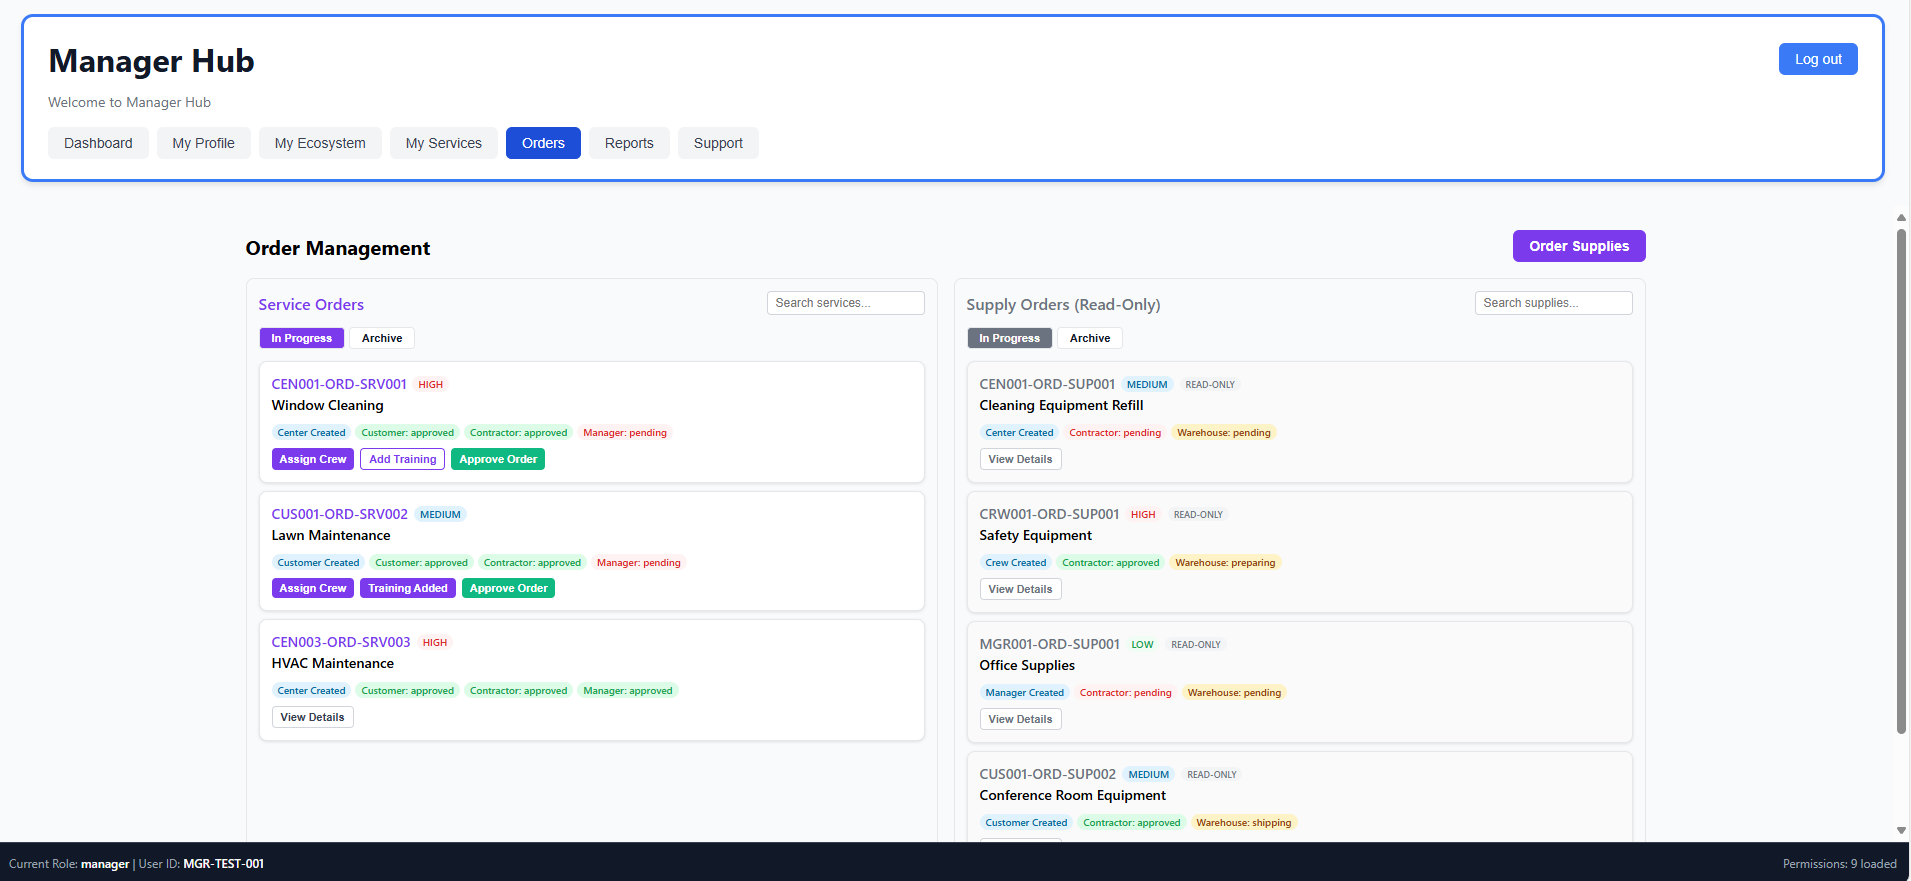 Manager Hub
Log out
Welcome to Manager Hub
Dashboard My Profile My Ecosystem My Services Orders Reports Support
Order Management
Order Supplies
Service Orders
Search services...
In Progress Archive
CEN001-ORD-SRV001 HIGH
Window Cleaning
Center Created Customer: approved Contractor: approved Manager: pending
Assign Crew Add Training Approve Order
CUS001-ORD-SRV002 MEDIUM
Lawn Maintenance
Customer Created Customer: approved Contractor: approved Manager: pending
Assign Crew Training Added Approve Order
CEN003-ORD-SRV003 HIGH
HVAC Maintenance
Center Created Customer: approved Contractor: approved Manager: approved
View Details
Supply Orders (Read-Only)
Search supplies...
In Progress Archive
CEN001-ORD-SUP001 MEDIUM READ-ONLY
Cleaning Equipment Refill
Center Created Contractor: pending Warehouse: pending
View Details
CRW001-ORD-SUP001 HIGH READ-ONLY
Safety Equipment
Crew Created Contractor: approved Warehouse: preparing
View Details
MGR001-ORD-SUP001 LOW READ-ONLY
Office Supplies
Manager Created Contractor: pending Warehouse: pending
View Details
CUS001-ORD-SUP002 MEDIUM READ-ONLY
Conference Room Equipment
Customer Created Contractor: approved Warehouse: shipping
Current Role: manager | User ID: MGR-TEST-001
Permissions: 9 loaded